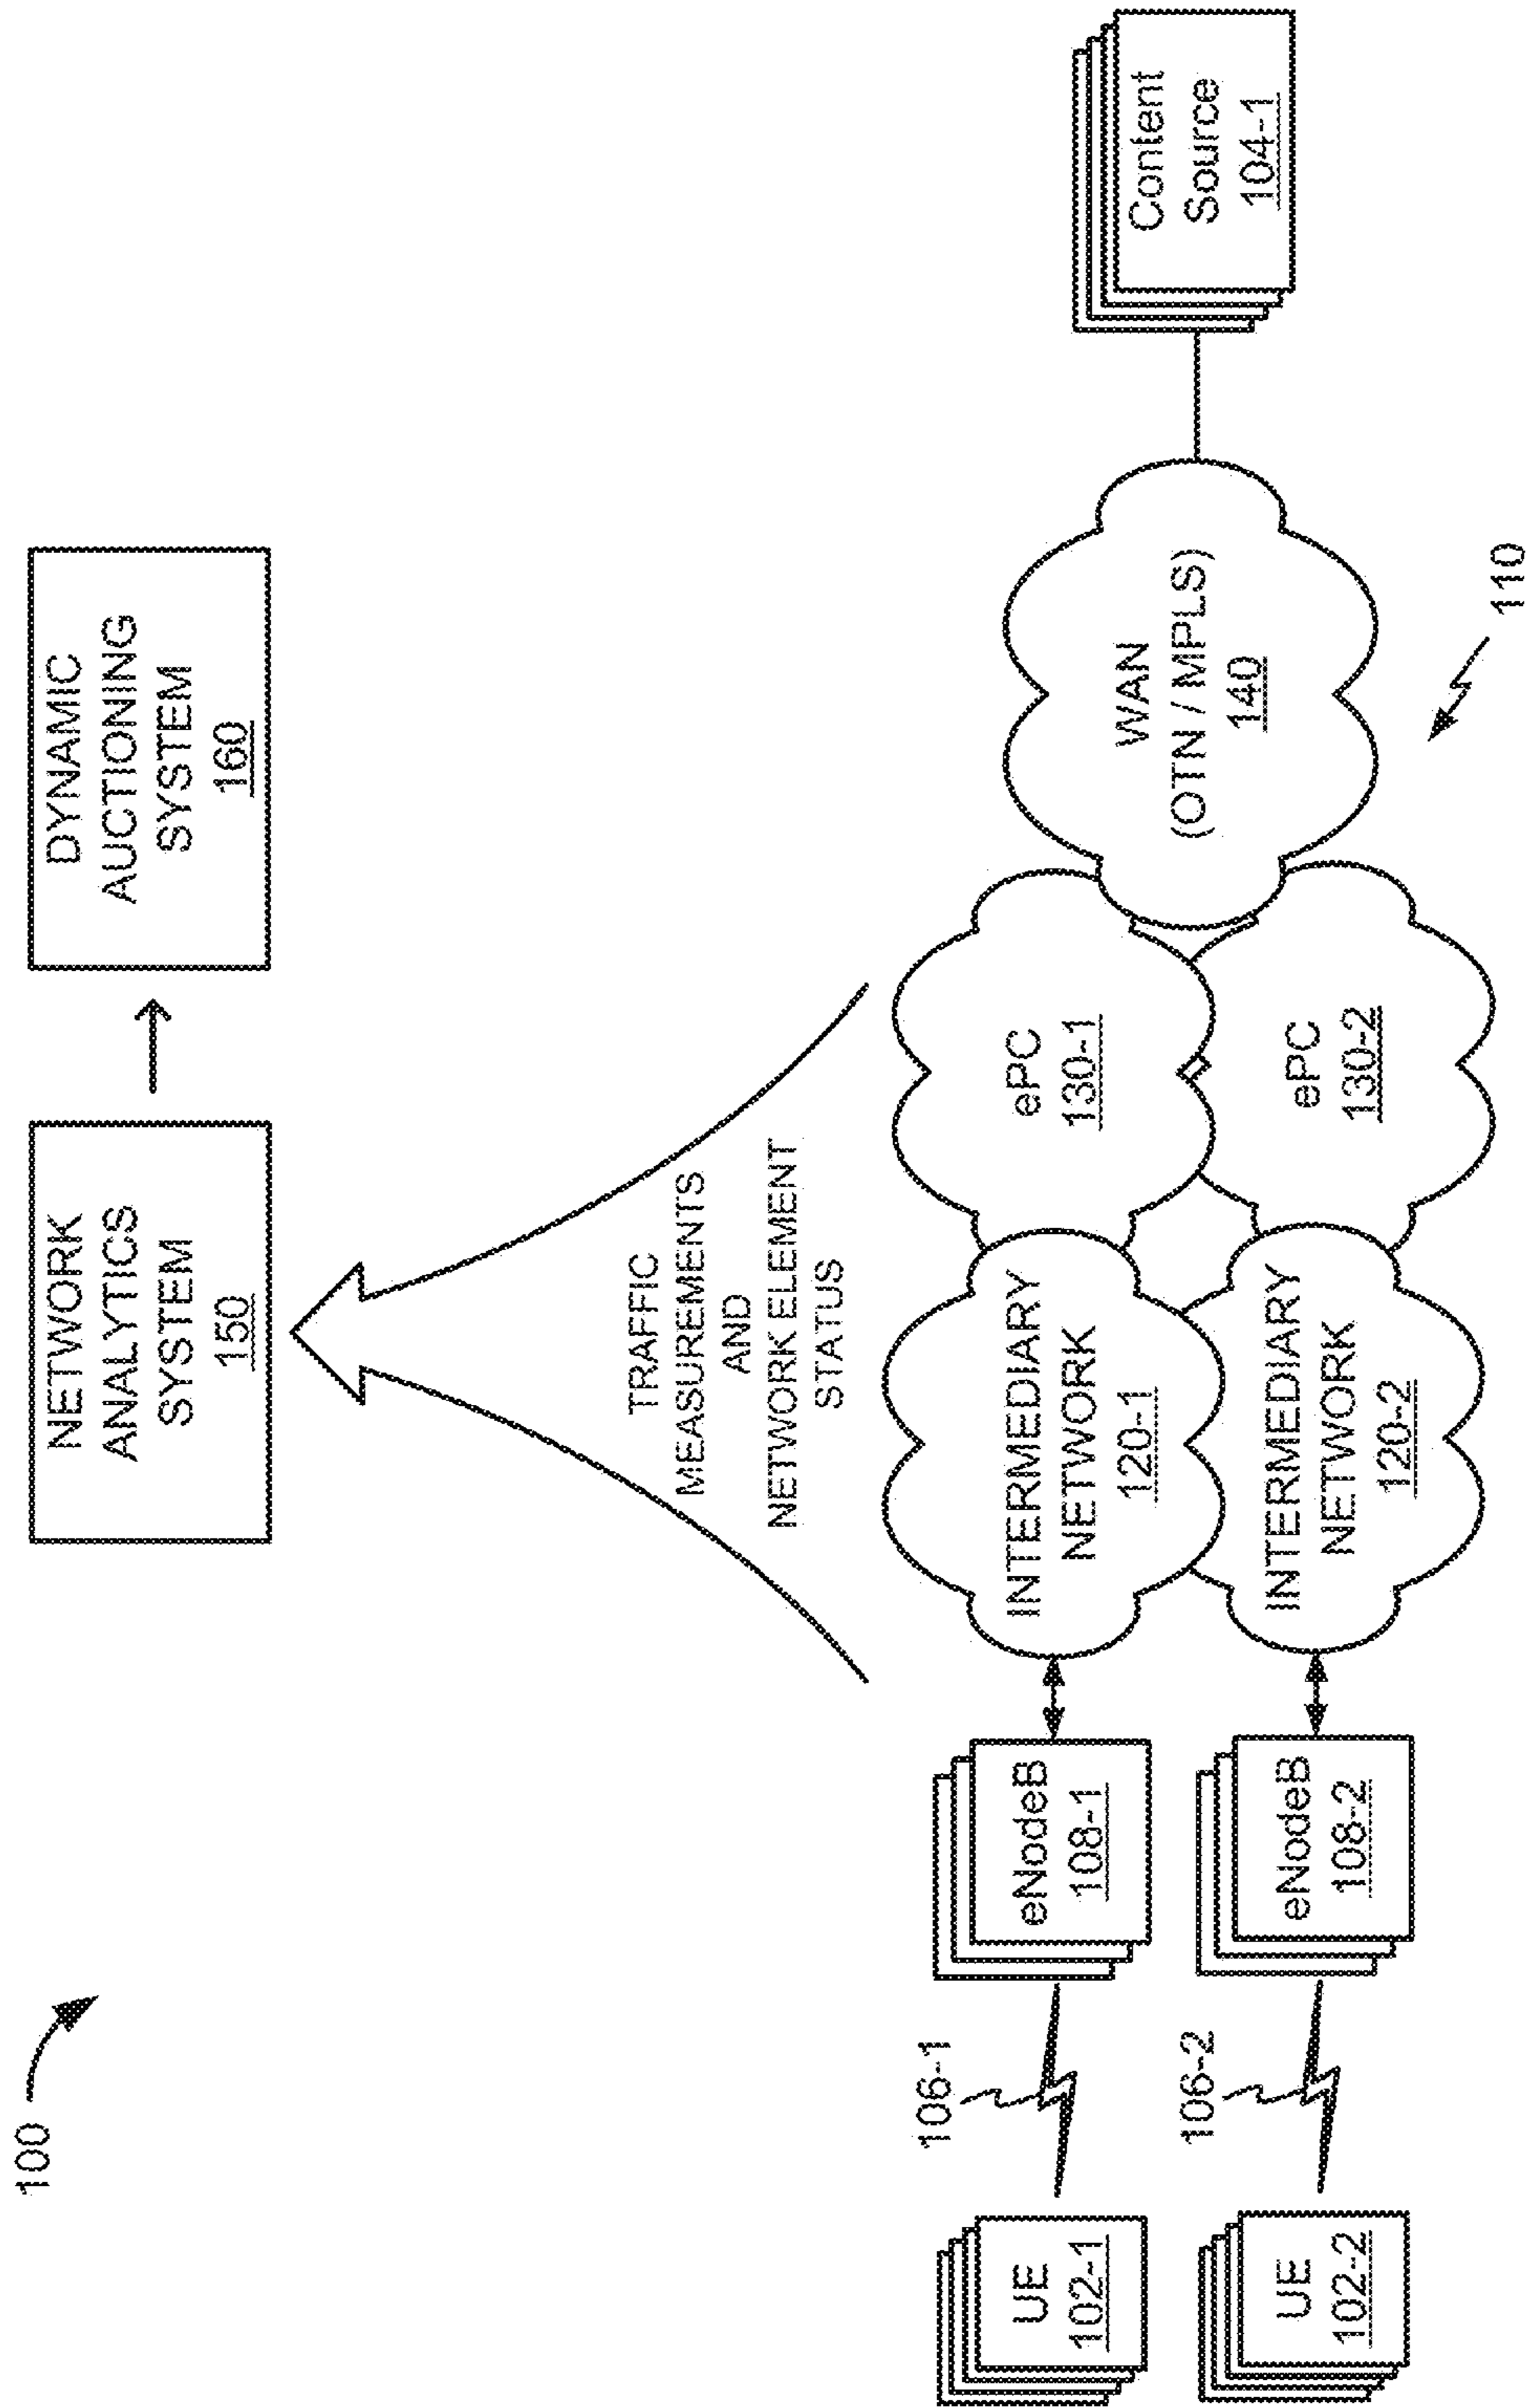 100
NETWORK
ANALYTICS
SYSTEM
150
DYNAMIC
AUCTIONING
SYSTEM
160
TRAFFIC
MEASUREMENTS
AND
NETWORK ELEMENT
STATUS
UE
102-1
106-1
eNodeB
108-1
INTERMEDIARY
NETWORK
120-1
ePC
130-1
WAN
(OTN / MPLS)
140
Content
Source
104-1
UE
102-2
106-2
eNodeB
108-2
INTERMEDIARY
NETWORK
120-2
ePC
130-2
110